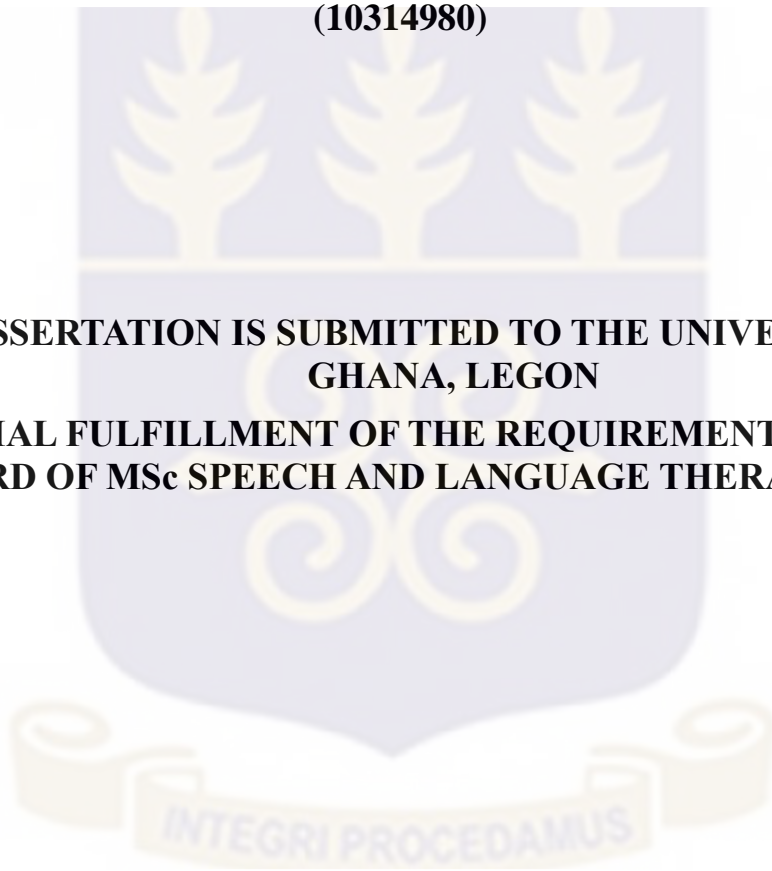 (10314980)
SSERTATION IS SUBMITTED TO THE UNIVE
GHANA, LEGON
IAL FULFILLMENT OF THE REQUIREMENT
RD OF MSc SPEECH AND LANGUAGE THERA
INTEGRI PROCEDAMUS